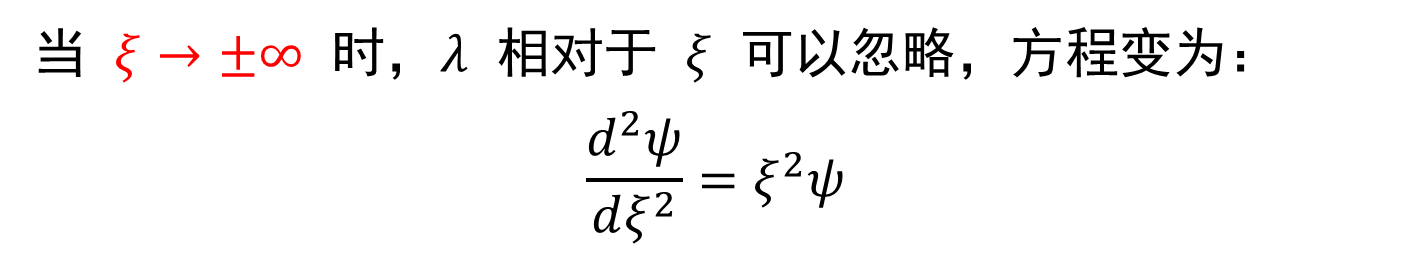 当 ξ → ±∞ 时，λ 相对于 ξ 可以忽略，方程变为：
d²ψ/dξ² = ξ²ψ